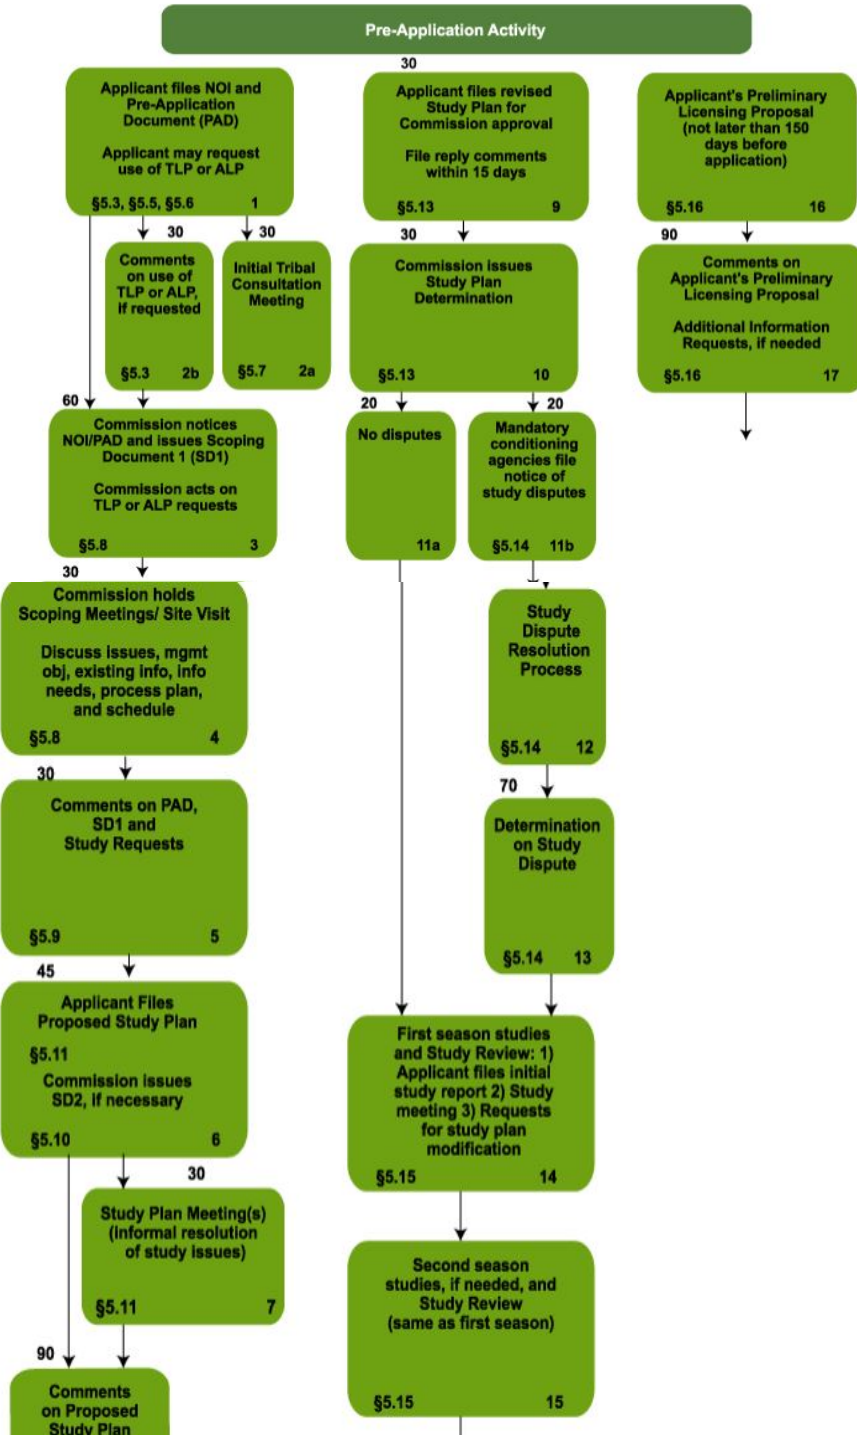 Pre-Application Activity
Applicant files NOI and
Pre-Application
Document (PAD)
Applicant may request
use of TLP or ALP
§5.3, §5.5, §5.6 1
30
Comments
on use of
TLP or ALP,
if requested
§5.3 2b
30
Initial Tribal
Consultation
Meeting
§5.7 2a
60
Commission notices
NOI/PAD and issues Scoping
Document 1 (SD1)
Commission acts on
TLP or ALP requests
§5.8 3
30
Commission holds
Scoping Meetings/ Site Visit
Discuss issues, mgmt
obj, existing info, info
needs, process plan,
and schedule
§5.8 4
30
Comments on PAD,
SD1 and
Study Requests
§5.9 5
45
Applicant Files
Proposed Study Plan
§5.11
Commission issues
SD2, if necessary
§5.10 6
30
Study Plan Meeting(s)
(informal resolution
of study issues)
§5.11 7
90
Comments
on Proposed
Study Plan
30
Applicant files revised
Study Plan for
Commission approval
File reply comments
within 15 days
§5.13 9
30
Commission issues
Study Plan
Determination
§5.13 10
20
No disputes
11a
20
Mandatory
conditioning
agencies file
notice of
study disputes
§5.14 11b
Study
Dispute
Resolution
Process
§5.14 12
70
Determination
on Study
Dispute
§5.14 13
First season studies
and Study Review: 1)
Applicant files initial
study report 2) Study
meeting 3) Requests
for study plan
modification
§5.15 14
Second season
studies, if needed, and
Study Review
(same as first season)
§5.15 15
Applicant's Preliminary
Licensing Proposal
(not later than 150
days before
application)
§5.16 16
90
Comments on
Applicant's Preliminary
Licensing Proposal
Additional Information
Requests, if needed
§5.16 17